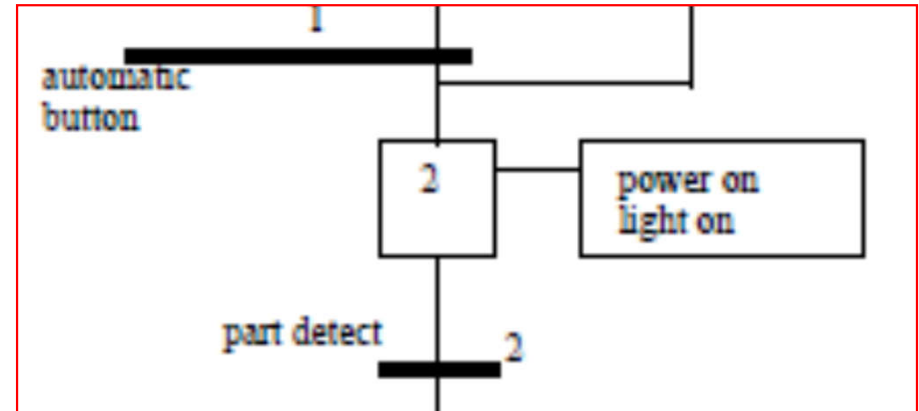 1
automatic
button
2
power on
light on
part detect
2